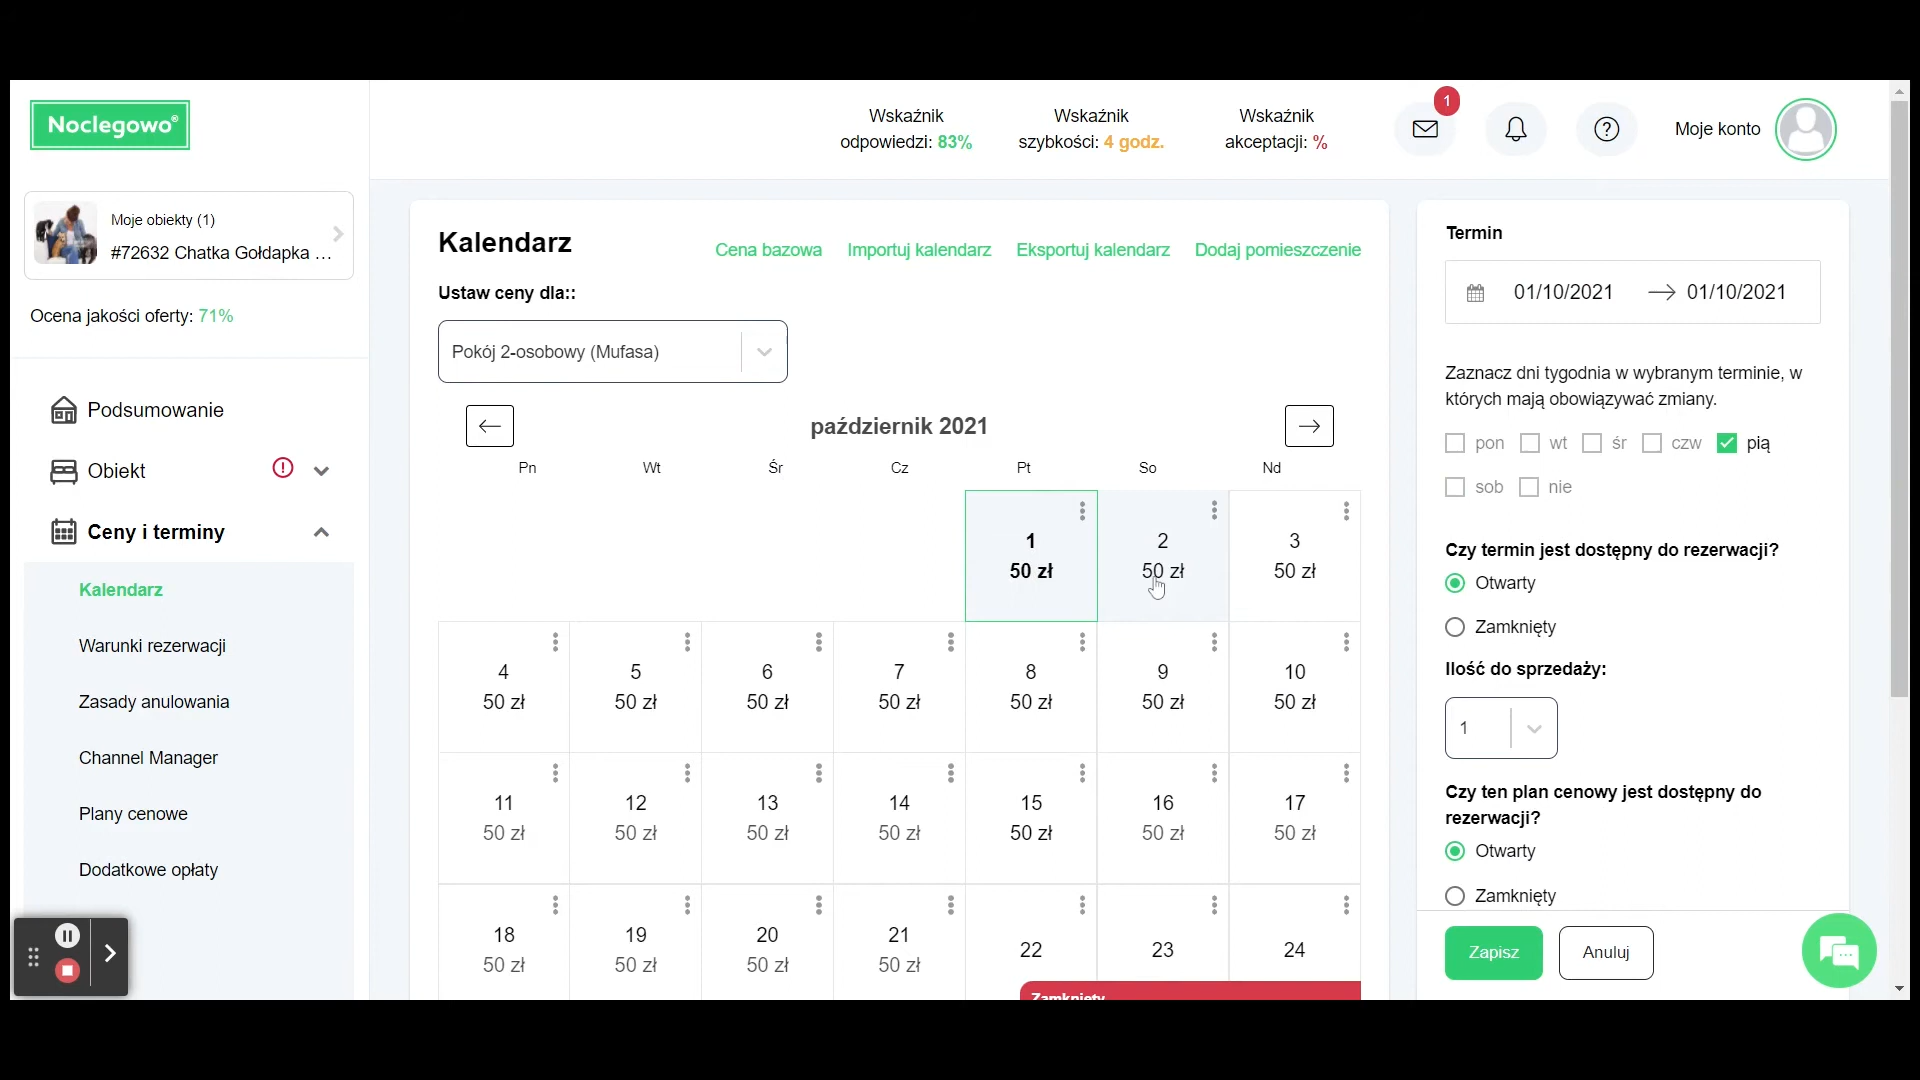 Noclegowo®
Wskaźnik
odpowiedzi: 83%
Wskaźnik
szybkości: 4 godz.
Wskaźnik
akceptacji: %
1
Moje konto
Moje obiekty (1)
#72632 Chatka Gołdapka ...
Ocena jakości oferty: 71%
Podsumowanie
Obiekt
Ceny i terminy
Kalendarz
Warunki rezerwacji
Zasady anulowania
Channel Manager
Plany cenowe
Dodatkowe opłaty
Kalendarz
Cena bazowa Importuj kalendarz Eksportuj kalendarz Dodaj pomieszczenie
Ustaw ceny dla::
Pokój 2-osobowy (Mufasa)
październik 2021
Pn Wt Śr Cz Pt So Nd
1 2 3
50 zł 50 zł 50 zł
4 5 6 7 8 9 10
50 zł 50 zł 50 zł 50 zł 50 zł 50 zł 50 zł
11 12 13 14 15 16 17
50 zł 50 zł 50 zł 50 zł 50 zł 50 zł 50 zł
18 19 20 21 22 23 24
50 zł 50 zł 50 zł 50 zł
Zamknięty
Termin
01/10/2021 01/10/2021
Zaznacz dni tygodnia w wybranym terminie, w
których mają obowiązywać zmiany.
pon wt śr czw pią
sob nie
Czy termin jest dostępny do rezerwacji?
Otwarty
Zamknięty
Ilość do sprzedaży:
1
Czy ten plan cenowy jest dostępny do
rezerwacji?
Otwarty
Zamknięty
Zapisz Anuluj